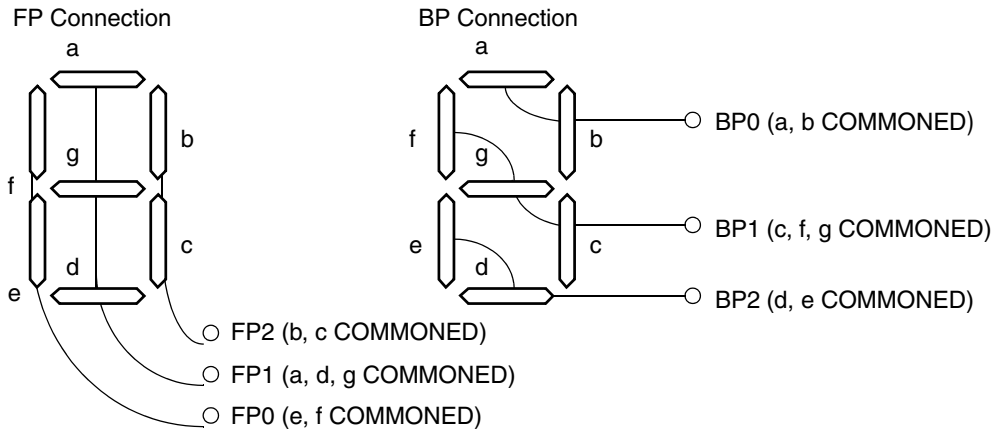 FP Connection
a
b
g
f
c
d
e
FP2 (b, c COMMONED)
FP1 (a, d, g COMMONED)
FP0 (e, f COMMONED)
BP Connection
a
BP0 (a, b COMMONED)
f
b
g
BP1 (c, f, g COMMONED)
e
c
d
BP2 (d, e COMMONED)